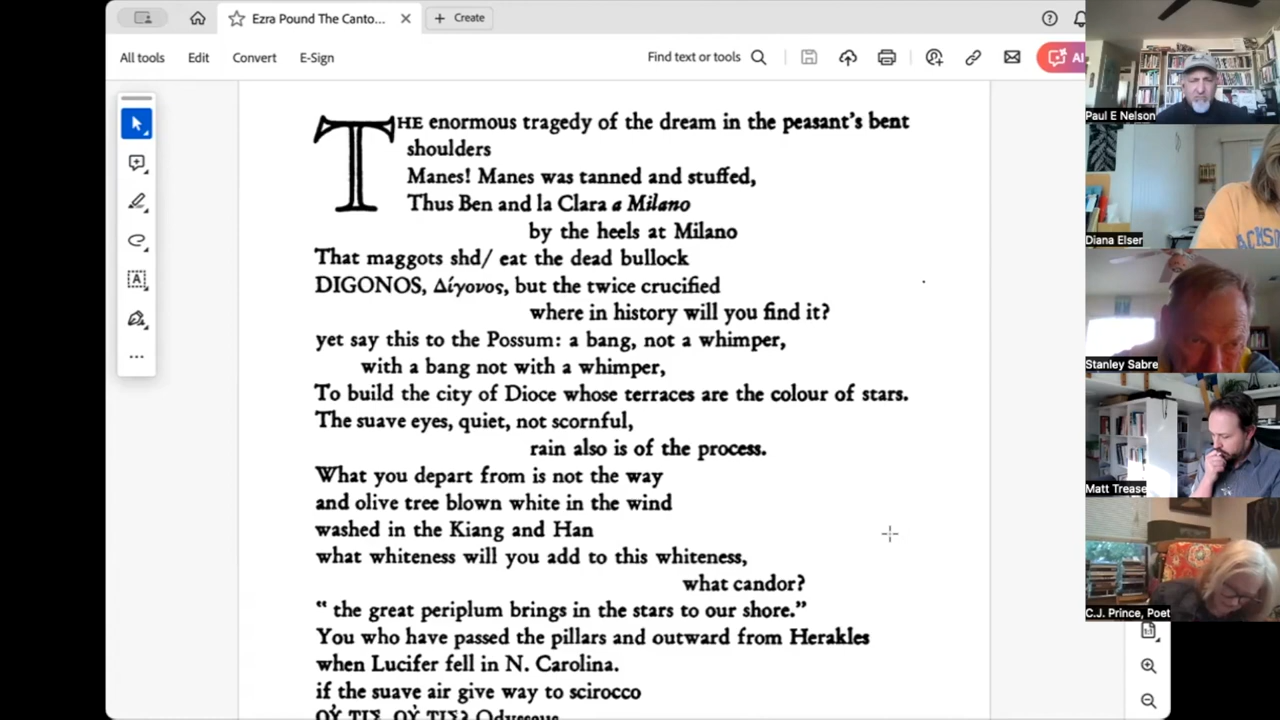 Ezra Pound The Canto...
+ Create
All tools
Edit
Convert
E-Sign
Find text or tools
AI
THE enormous tragedy of the dream in the peasant's bent
shoulders
Manes! Manes was tanned and stuffed,
Thus Ben and la Clara a Milano
by the heels at Milano
That maggots shd/ eat the dead bullock
DIGONOS, Δίγονος, but the twice crucified
where in history will you find it?
yet say this to the Possum: a bang, not a whimper,
with a bang not with a whimper,
To build the city of Dioce whose terraces are the colour of stars.
The suave eyes, quiet, not scornful,
rain also is of the process.
What you depart from is not the way
and olive tree blown white in the wind
washed in the Kiang and Han
what whiteness will you add to this whiteness,
what candor?
“ the great periplum brings in the stars to our shore.”
You who have passed the pillars and outward from Herakles
when Lucifer fell in N. Carolina.
if the suave air give way to scirocco
ΟὖΤΙΣ, ΟὖΤΙΣ? Odysseus
Paul E Nelson
Diana Elser
JACKSO
Stanley Sabre
Matt Trease
C.J. Prince, Poet
1:1